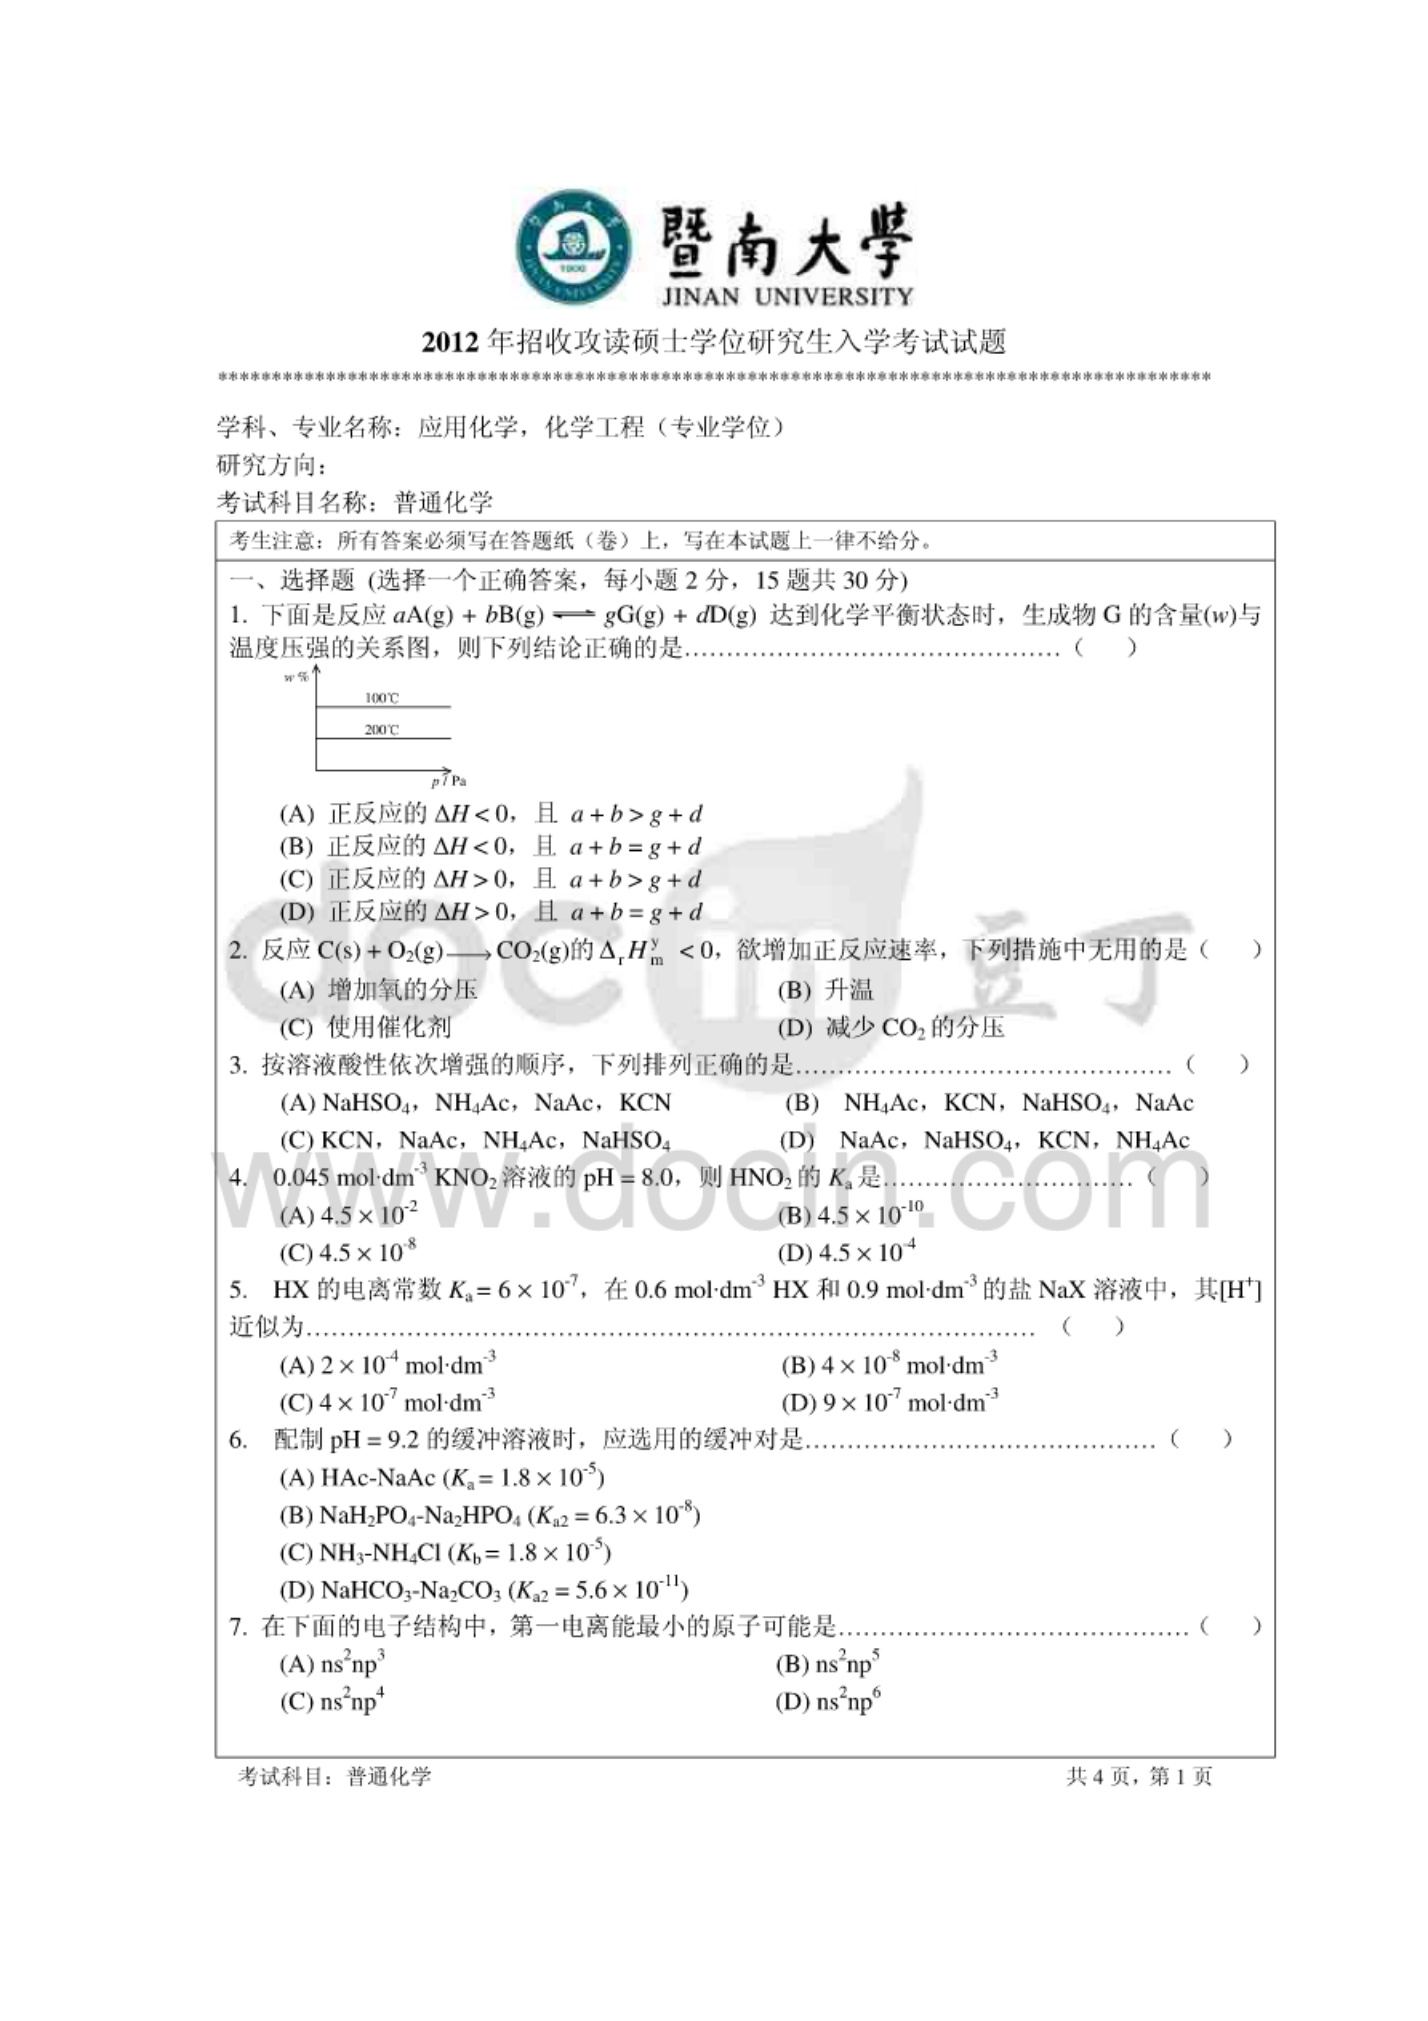 暨南大学
JINAN UNIVERSITY
2012 年招收攻读硕士学位研究生入学考试试题
********************************************************************************************
学科、专业名称：应用化学，化学工程（专业学位）
研究方向：
考试科目名称：普通化学
考生注意：所有答案必须写在答题纸（卷）上，写在本试题上一律不给分。
一、选择题 (选择一个正确答案，每小题 2 分，15 题共 30 分)
1. 下面是反应 aA(g) + bB(g) ⇌ gG(g) + dD(g) 达到化学平衡状态时，生成物 G 的含量(w)与
温度压强的关系图，则下列结论正确的是………………………………………（ ）
w %
100℃
200℃
p / Pa
(A) 正反应的 ΔH < 0，且 a + b > g + d
(B) 正反应的 ΔH < 0，且 a + b = g + d
(C) 正反应的 ΔH > 0，且 a + b > g + d
(D) 正反应的 ΔH > 0，且 a + b = g + d
2. 反应 C(s) + O₂(g)⟶CO₂(g)的 ΔᵣHₘʸ < 0，欲增加正反应速率，下列措施中无用的是（ ）
(A) 增加氧的分压 (B) 升温
(C) 使用催化剂 (D) 减少 CO₂ 的分压
3. 按溶液酸性依次增强的顺序，下列排列正确的是………………………………………（ ）
(A) NaHSO₄，NH₄Ac，NaAc，KCN (B) NH₄Ac，KCN，NaHSO₄，NaAc
(C) KCN，NaAc，NH₄Ac，NaHSO₄ (D) NaAc，NaHSO₄，KCN，NH₄Ac
4. 0.045 mol·dm⁻³ KNO₂ 溶液的 pH = 8.0，则 HNO₂ 的 Kₐ 是…………………………（ ）
(A) 4.5 × 10⁻² (B) 4.5 × 10⁻¹⁰
(C) 4.5 × 10⁻⁸ (D) 4.5 × 10⁻⁴
5. HX 的电离常数 Kₐ = 6 × 10⁻⁷，在 0.6 mol·dm⁻³ HX 和 0.9 mol·dm⁻³ 的盐 NaX 溶液中，其[H⁺]
近似为…………………………………………………………………………… （ ）
(A) 2 × 10⁻⁴ mol·dm⁻³ (B) 4 × 10⁻⁸ mol·dm⁻³
(C) 4 × 10⁻⁷ mol·dm⁻³ (D) 9 × 10⁻⁷ mol·dm⁻³
6. 配制 pH = 9.2 的缓冲溶液时，应选用的缓冲对是……………………………………（ ）
(A) HAc-NaAc (Kₐ = 1.8 × 10⁻⁵)
(B) NaH₂PO₄-Na₂HPO₄ (Kₐ₂ = 6.3 × 10⁻⁸)
(C) NH₃-NH₄Cl (K_b = 1.8 × 10⁻⁵)
(D) NaHCO₃-Na₂CO₃ (Kₐ₂ = 5.6 × 10⁻¹¹)
7. 在下面的电子结构中，第一电离能最小的原子可能是……………………………………（ ）
(A) ns²np³ (B) ns²np⁵
(C) ns²np⁴ (D) ns²np⁶
考试科目：普通化学 共 4 页，第 1 页
docin 豆丁
www.docin.com